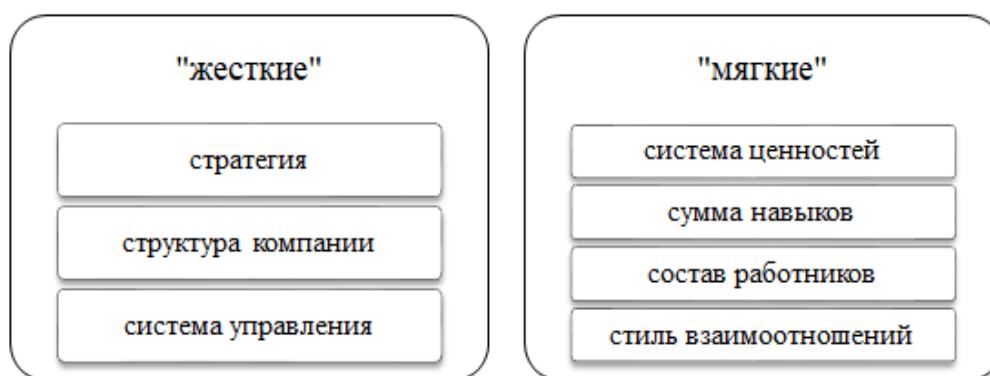 "жесткие"
стратегия
структура компании
система управления
"мягкие"
система ценностей
сумма навыков
состав работников
стиль взаимоотношений